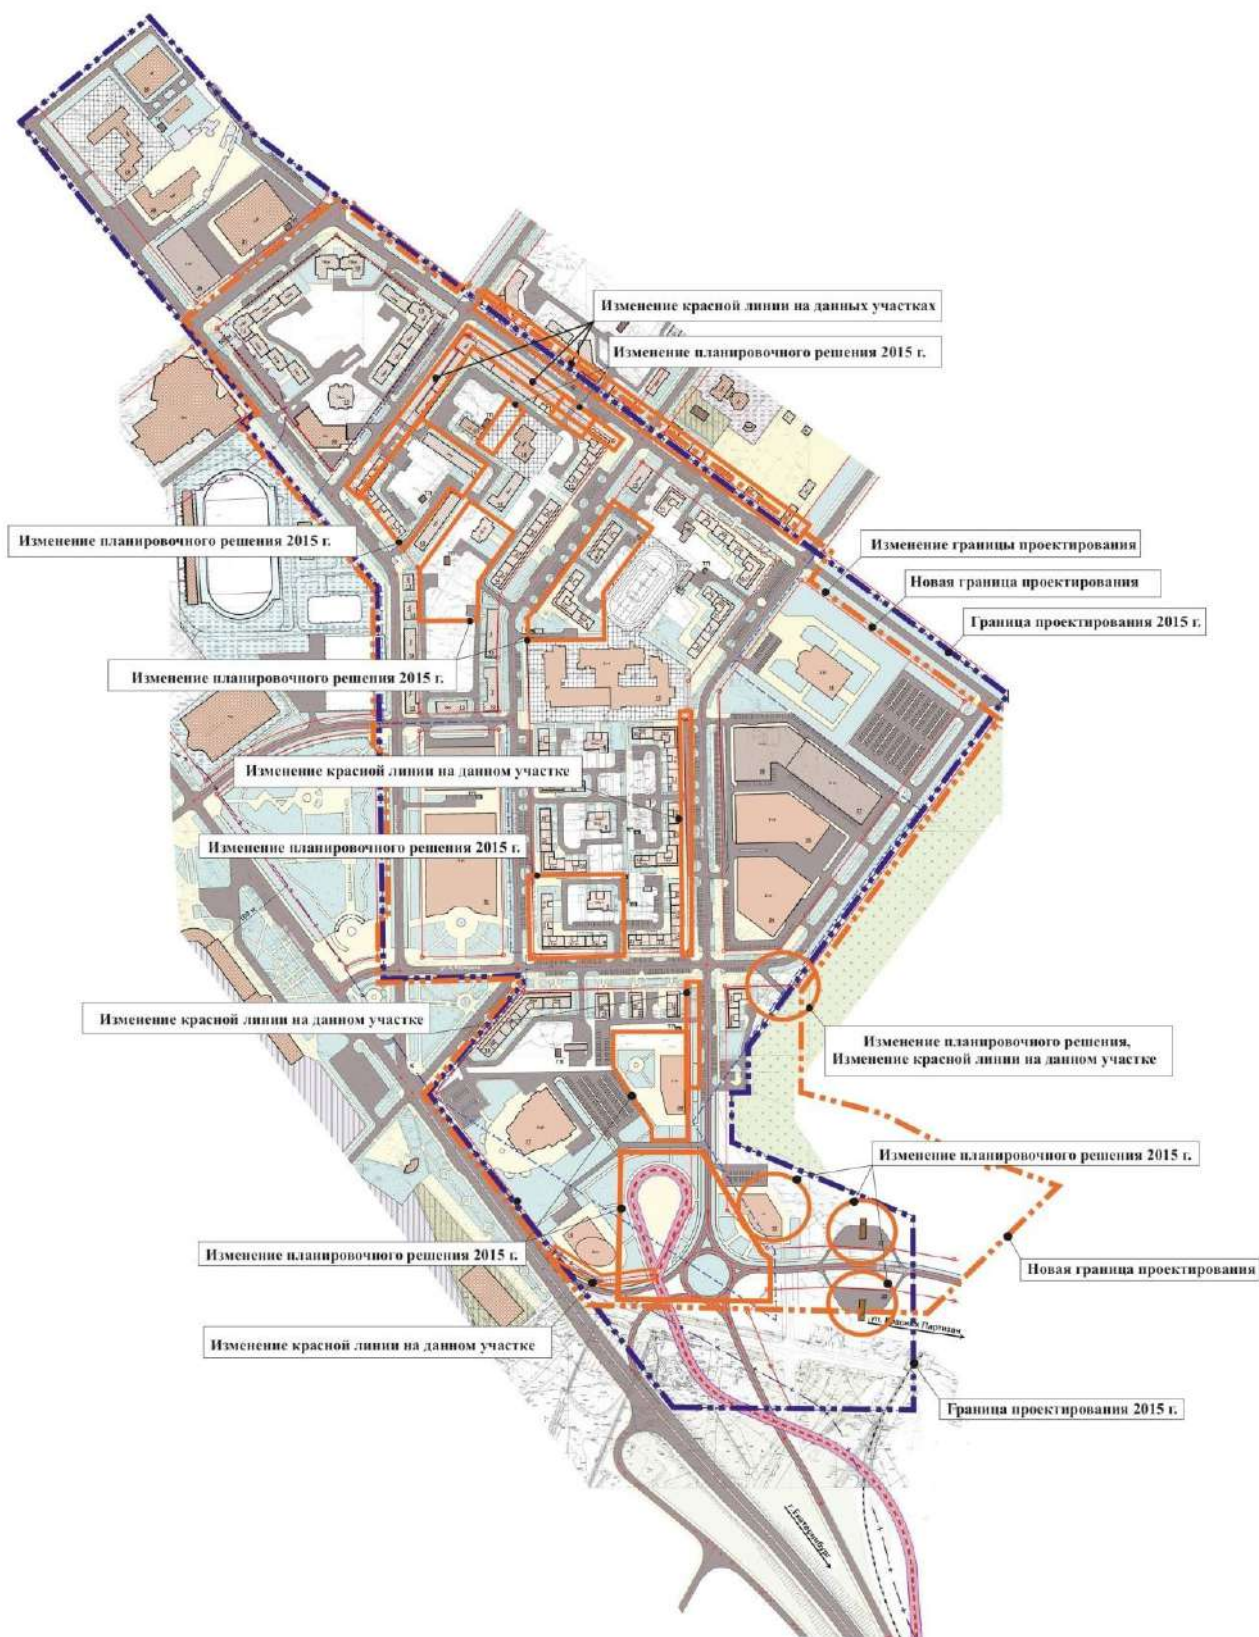 Изменение красной линии на данных участках
Изменение планировочного решения 2015 г.
Изменение планировочного решения 2015 г.
Изменение границы проектирования
Новая граница проектирования
Граница проектирования 2015 г.
Изменение планировочного решения 2015 г.
Изменение красной линии на данном участке
Изменение планировочного решения 2015 г.
Изменение красной линии на данном участке
Изменение планировочного решения,
Изменение красной линии на данном участке
Изменение планировочного решения 2015 г.
Изменение планировочного решения 2015 г.
Новая граница проектирования
ул. Красных Партизан
Изменение красной линии на данном участке
Граница проектирования 2015 г.
г. Екатеринбург